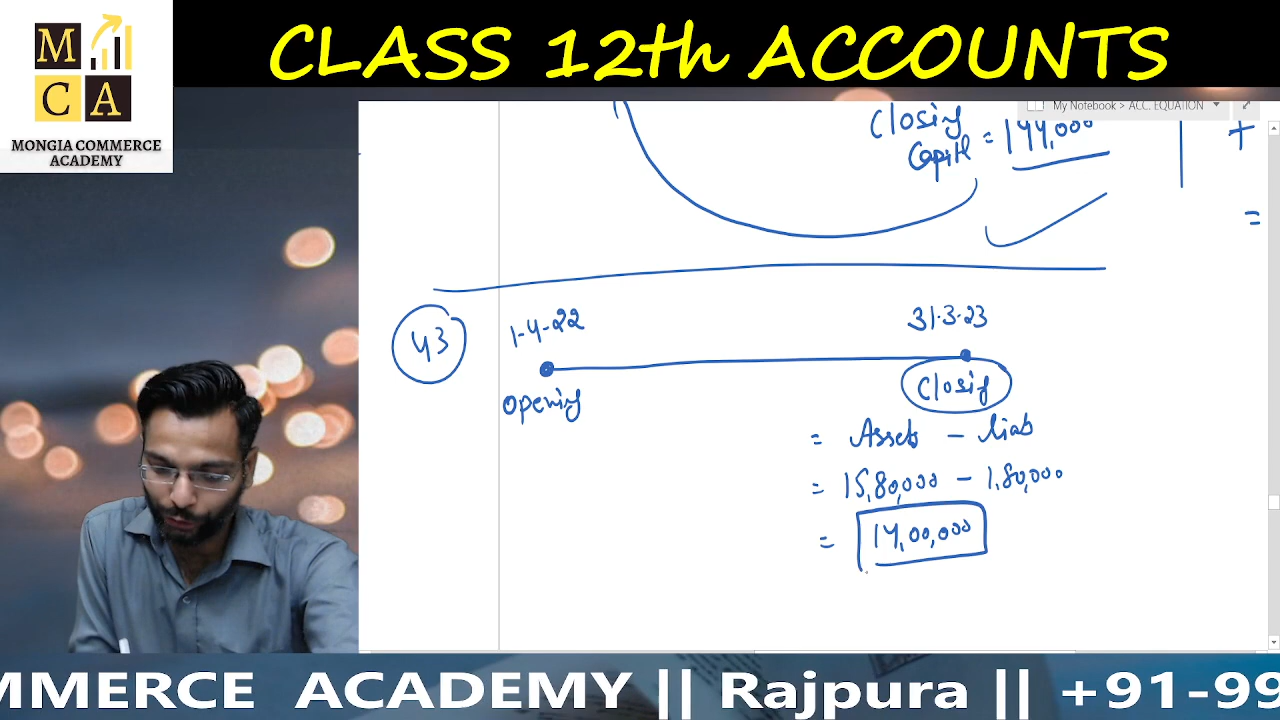 M
C A
MONGIA COMMERCE
ACADEMY
CLASS 12th ACCOUNTS
My Notebook > ACC. EQUATION
Closing
= 144,000
+
=
43
1-4-22
31.3.23
Opening
Closing
= Assets - Liab
= 15,80,000 - 1,80,000
= 14,00,000
MMERCE ACADEMY || Rajpura || +91-99